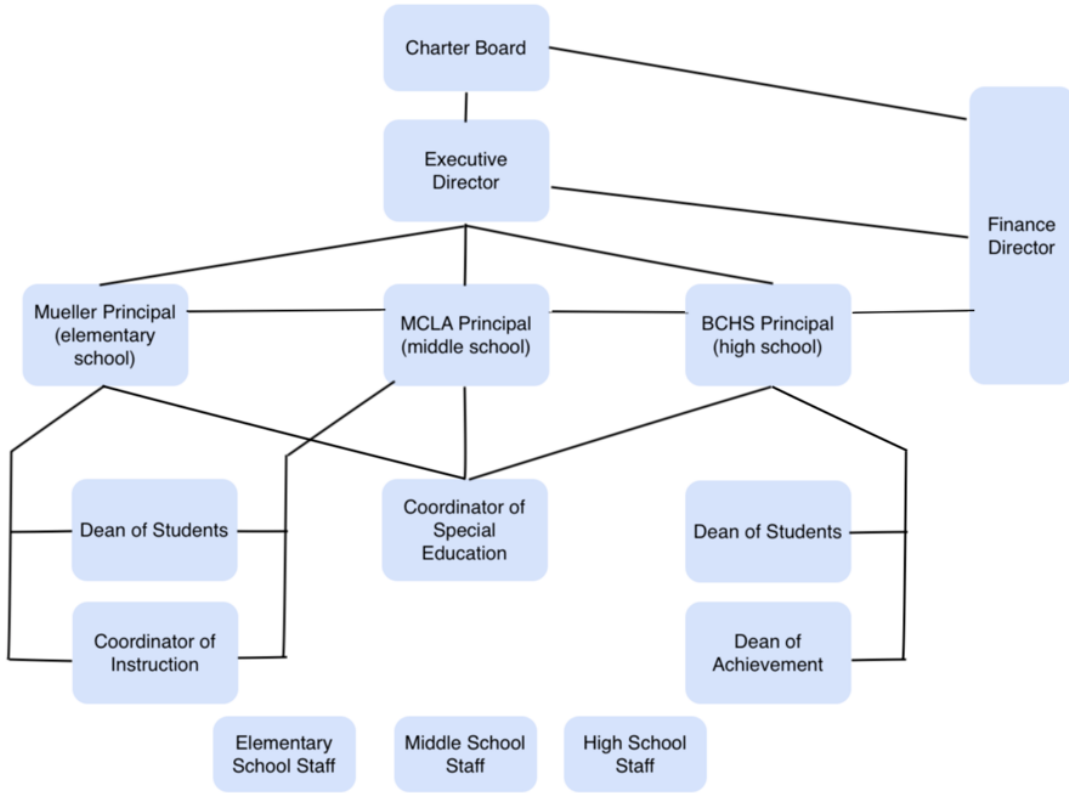 Charter Board
Executive
Director
Finance
Director
Mueller Principal
(elementary
school)
MCLA Principal
(middle school)
BCHS Principal
(high school)
Dean of Students
Coordinator of
Special
Education
Dean of Students
Coordinator of
Instruction
Dean of
Achievement
Elementary
School Staff
Middle School
Staff
High School
Staff